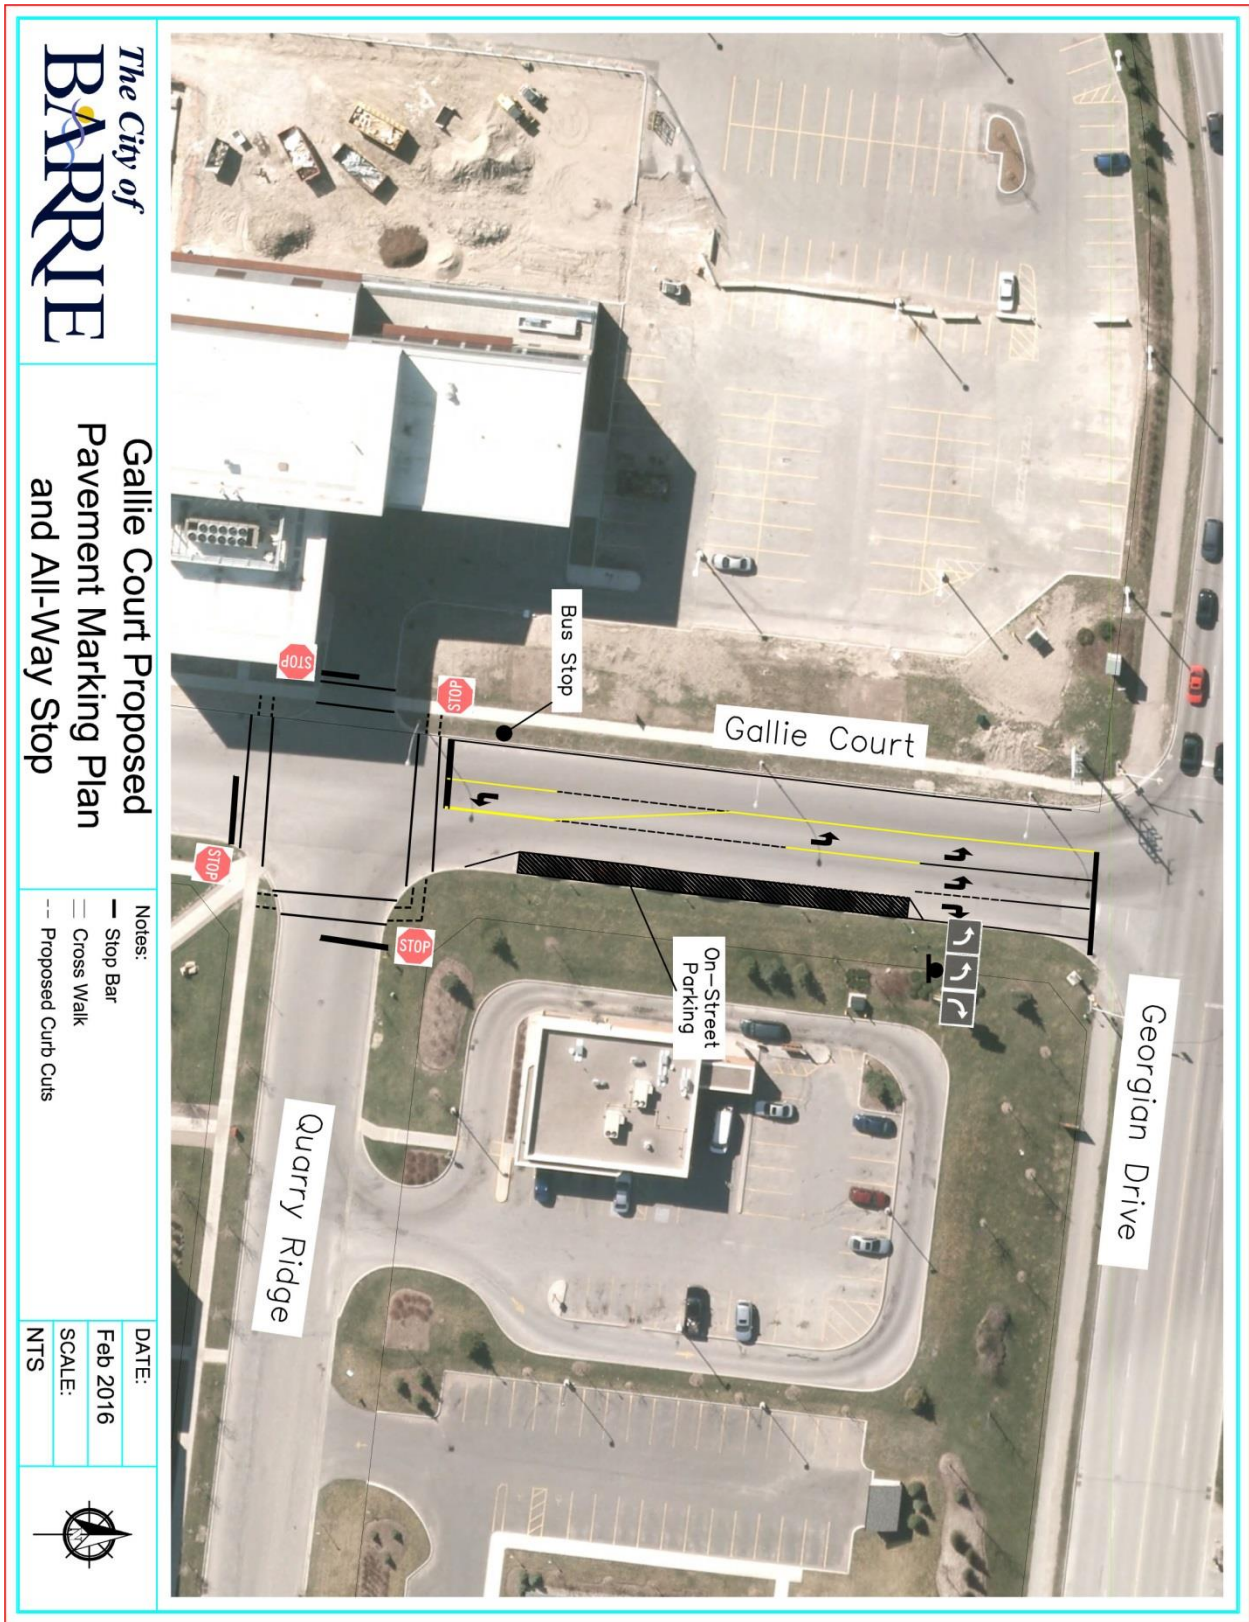 The City of
BARRIE
Gallie Court Proposed
Pavement Marking Plan
and All-Way Stop
Notes:
Stop Bar
Cross Walk
Proposed Curb Cuts
DATE:
Feb 2016
SCALE:
NTS
N
Georgian Drive
Gallie Court
Bus Stop
On-Street
Parking
STOP
STOP
STOP
STOP
Quarry Ridge